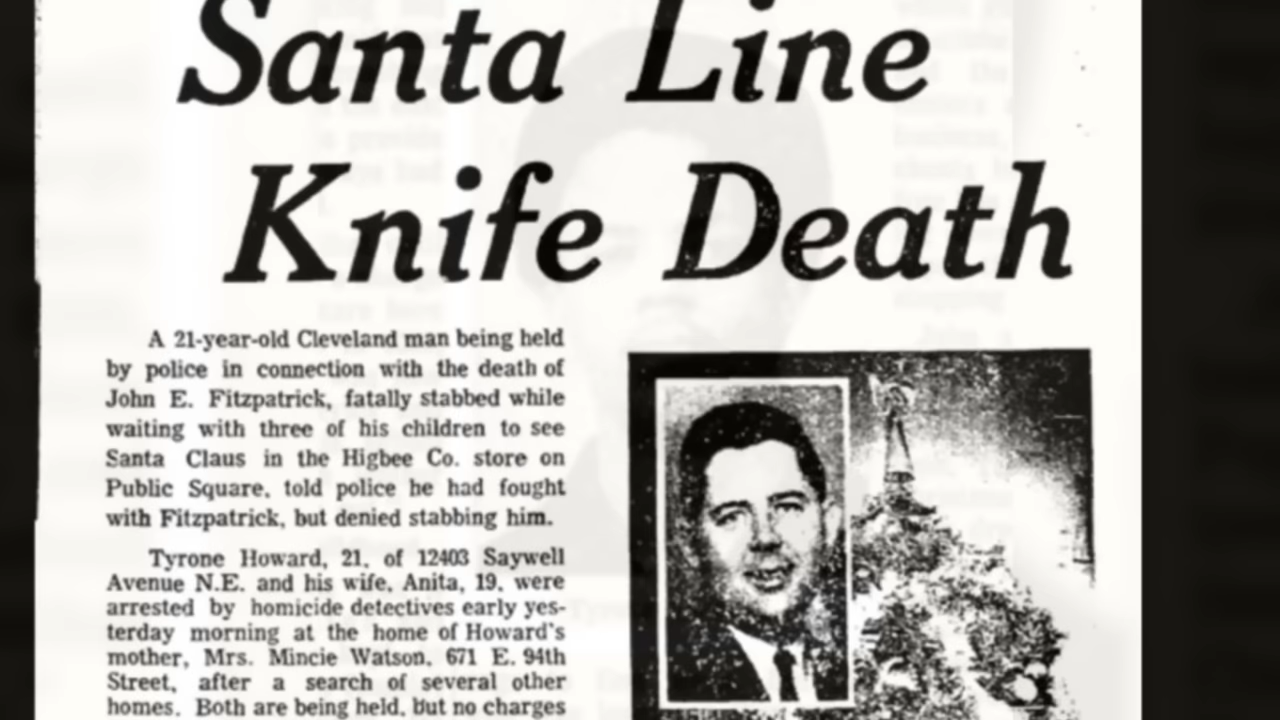 Santa Line
Knife Death
A 21-year-old Cleveland man being held
by police in connection with the death of
John E. Fitzpatrick, fatally stabbed while
waiting with three of his children to see
Santa Claus in the Higbee Co. store on
Public Square, told police he had fought
with Fitzpatrick, but denied stabbing him.
Tyrone Howard, 21, of 12403 Saywell
Avenue N.E. and his wife, Anita, 19, were
arrested by homicide detectives early yes-
terday morning at the home of Howard's
mother, Mrs. Mincie Watson, 671 E. 94th
Street, after a search of several other
homes. Both are being held, but no charges